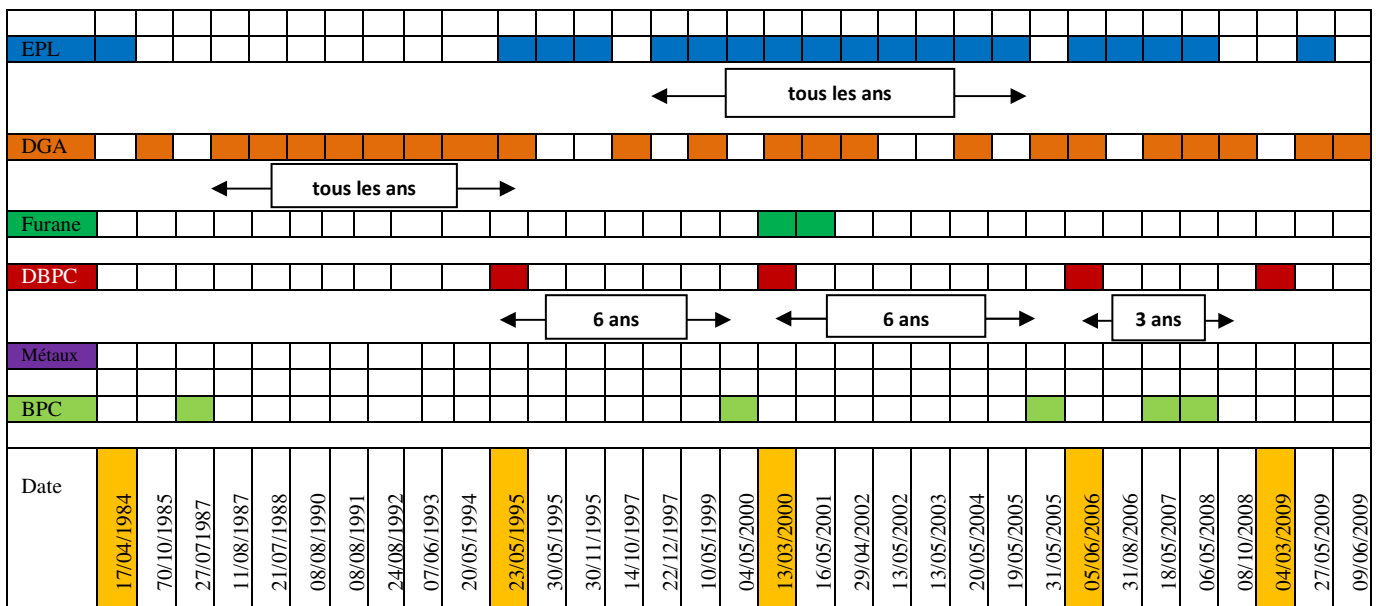 EPL
tous les ans
DGA
tous les ans
Furane
DBPC
6 ans
6 ans
3 ans
Métaux
BPC
Date
17/04/1984
70/10/1985
27/071987
11/08/1987
21/07/1988
08/08/1990
08/08/1991
24/08/1992
07/06/1993
20/05/1994
23/05/1995
30/05/1995
30/11/1995
14/10/1997
22/12/1997
10/05/1999
04/05/2000
13/03/2000
16/05/2001
29/04/2002
13/05/2002
13/05/2003
20/05/2004
19/05/2005
31/05/2005
05/06/2006
31/08/2006
18/05/2007
06/05/2008
08/10/2008
04/03/2009
27/05/2009
09/06/2009